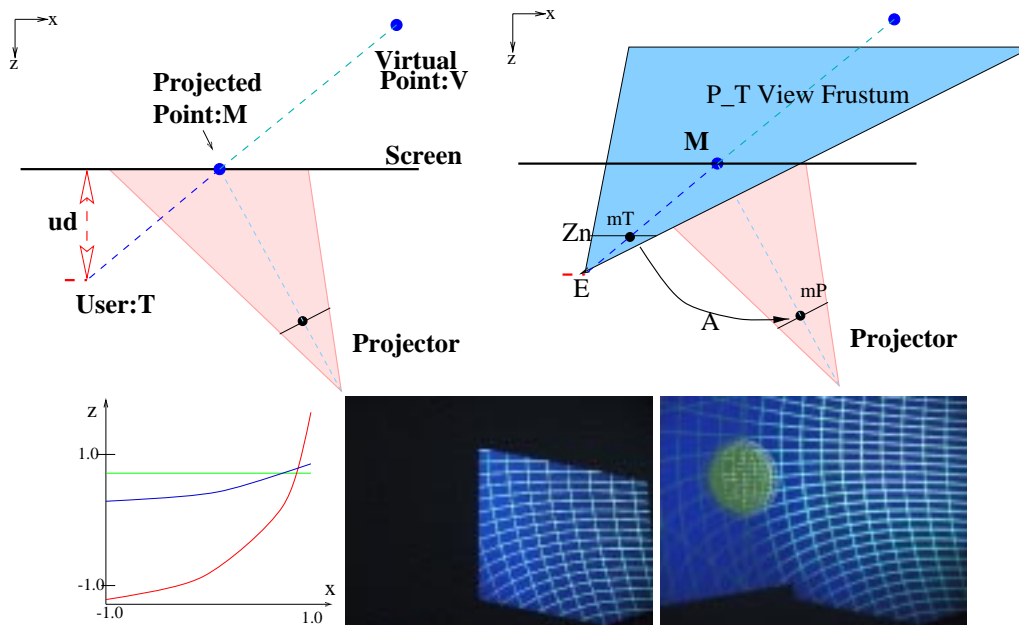 x
z
Virtual
Point:V
Projected
Point:M
Screen
ud
User:T
Projector
x
z
P_T View Frustum
M
Zn
mT
E
A
mP
Projector
z
1.0
-1.0
-1.0
x
1.0